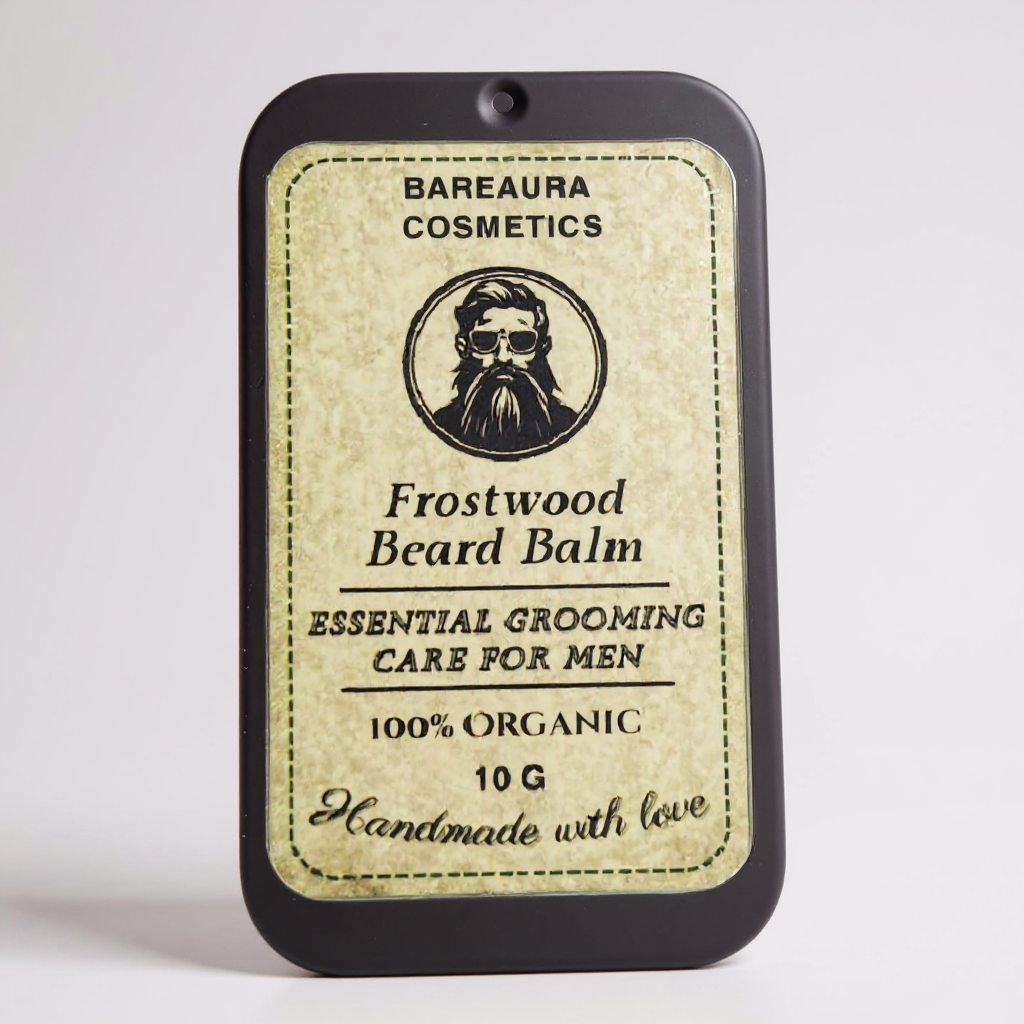 BAREAURA
COSMETICS
Frostwood
Beard Balm
ESSENTIAL GROOMING
CARE FOR MEN
100% ORGANIC
10 G
Handmade with love